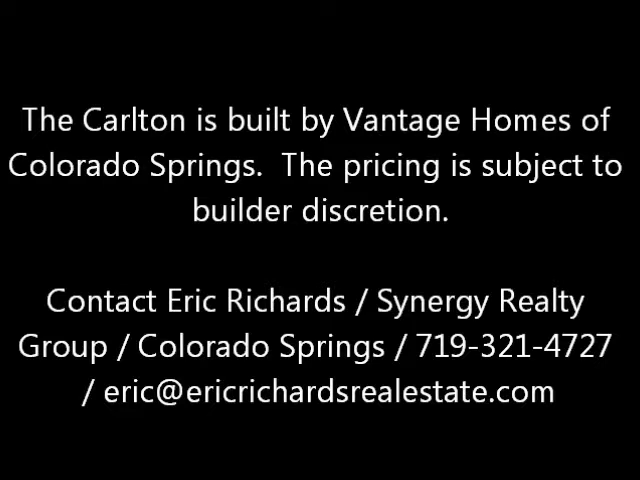 The Carlton is built by Vantage Homes of
Colorado Springs.  The pricing is subject to
builder discretion.
Contact Eric Richards / Synergy Realty
Group / Colorado Springs / 719-321-4727
/ eric@ericrichardsrealestate.com